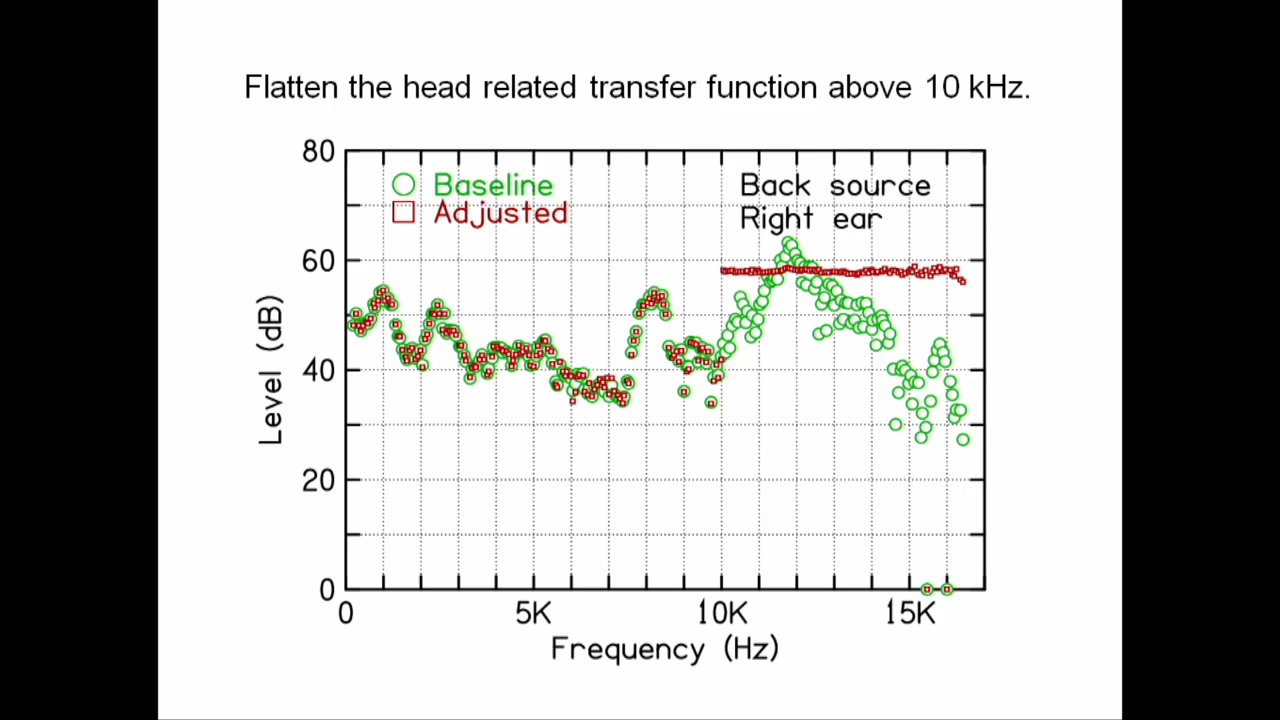 Flatten the head related transfer function above 10 kHz.
80
Baseline
Back source
Adjusted
Right ear
60
40
20
0
Level (dB)
0 5K 10K 15K
Frequency (Hz)